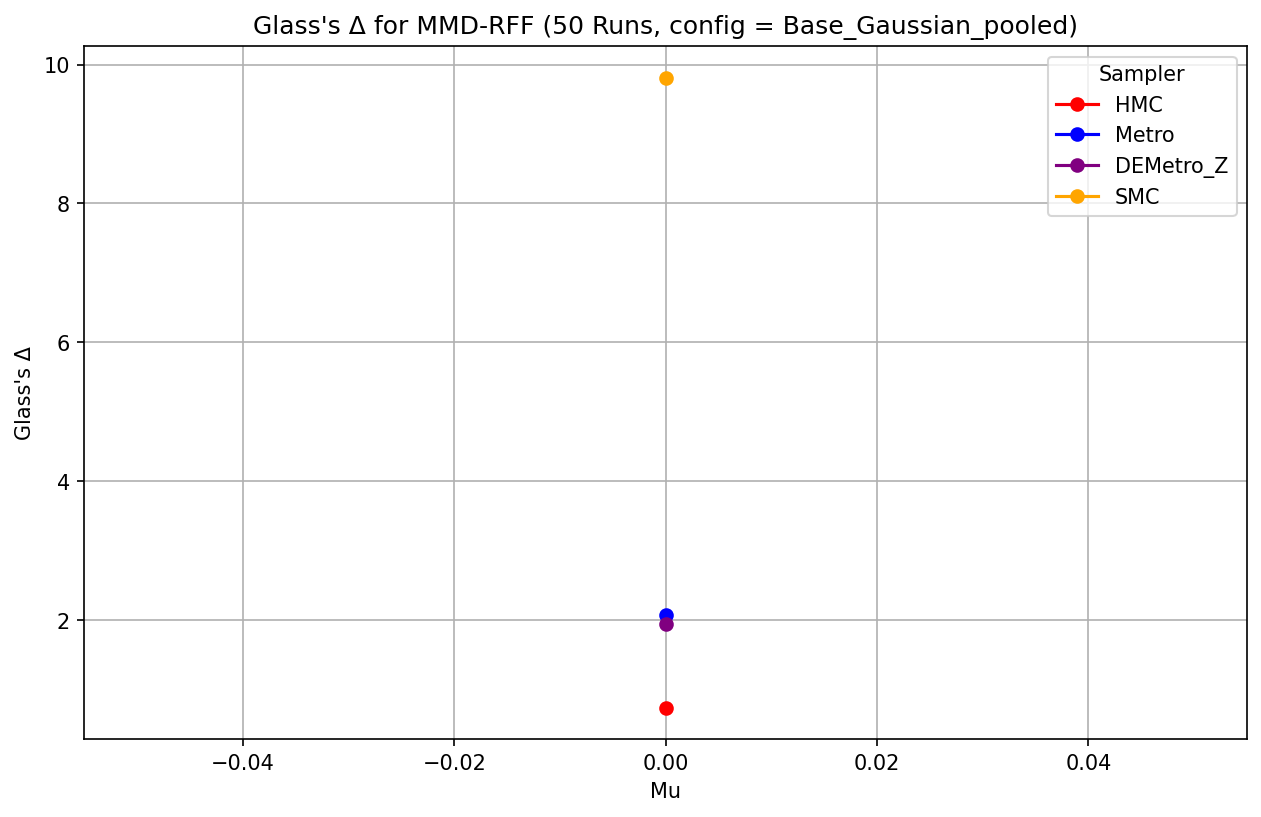 Glass's Δ for MMD-RFF (50 Runs, config = Base_Gaussian_pooled)
Glass's Δ
10
8
6
4
2
Sampler
HMC
Metro
DEMetro_Z
SMC
−0.04
−0.02
0.00
0.02
0.04
Mu